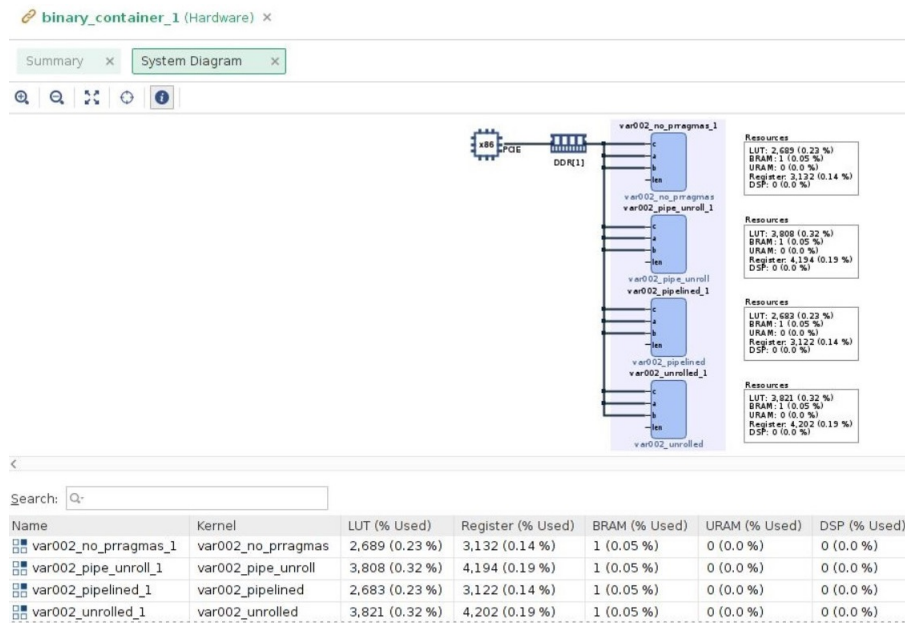 binary_container_1 (Hardware) ×
Summary × System Diagram ×
x86 PCIE
DDR[1]
var002_no_prragmas_1
c
a
b
len
var002_no_prragmas
Resources
LUT: 2,689 (0.23 %)
BRAM: 1 (0.05 %)
URAM: 0 (0.0 %)
Register: 3,132 (0.14 %)
DSP: 0 (0.0 %)
var002_pipe_unroll_1
c
a
b
len
var002_pipe_unroll
Resources
LUT: 3,808 (0.32 %)
BRAM: 1 (0.05 %)
URAM: 0 (0.0 %)
Register: 4,194 (0.19 %)
DSP: 0 (0.0 %)
var002_pipelined_1
c
a
b
len
var002_pipelined
Resources
LUT: 2,683 (0.23 %)
BRAM: 1 (0.05 %)
URAM: 0 (0.0 %)
Register: 3,122 (0.14 %)
DSP: 0 (0.0 %)
var002_unrolled_1
c
a
b
len
var002_unrolled
Resources
LUT: 3,821 (0.32 %)
BRAM: 1 (0.05 %)
URAM: 0 (0.0 %)
Register: 4,202 (0.19 %)
DSP: 0 (0.0 %)
Search:
Name Kernel LUT (% Used) Register (% Used) BRAM (% Used) URAM (% Used) DSP (% Used)
var002_no_prragmas_1 var002_no_prragmas 2,689 (0.23 %) 3,132 (0.14 %) 1 (0.05 %) 0 (0.0 %) 0 (0.0 %)
var002_pipe_unroll_1 var002_pipe_unroll 3,808 (0.32 %) 4,194 (0.19 %) 1 (0.05 %) 0 (0.0 %) 0 (0.0 %)
var002_pipelined_1 var002_pipelined 2,683 (0.23 %) 3,122 (0.14 %) 1 (0.05 %) 0 (0.0 %) 0 (0.0 %)
var002_unrolled_1 var002_unrolled 3,821 (0.32 %) 4,202 (0.19 %) 1 (0.05 %) 0 (0.0 %) 0 (0.0 %)